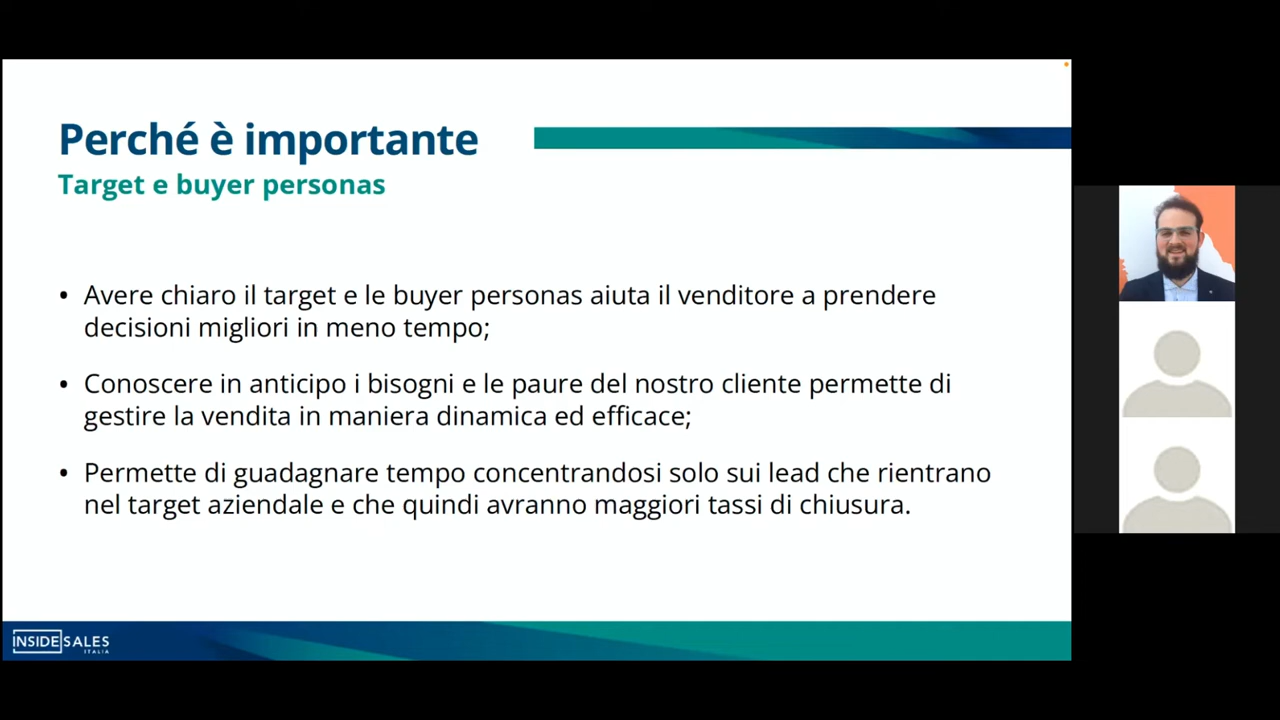 Perché è importante
Target e buyer personas
• Avere chiaro il target e le buyer personas aiuta il venditore a prendere
decisioni migliori in meno tempo;
• Conoscere in anticipo i bisogni e le paure del nostro cliente permette di
gestire la vendita in maniera dinamica ed efficace;
• Permette di guadagnare tempo concentrandosi solo sui lead che rientrano
nel target aziendale e che quindi avranno maggiori tassi di chiusura.
INSIDE SALES
ITALIA